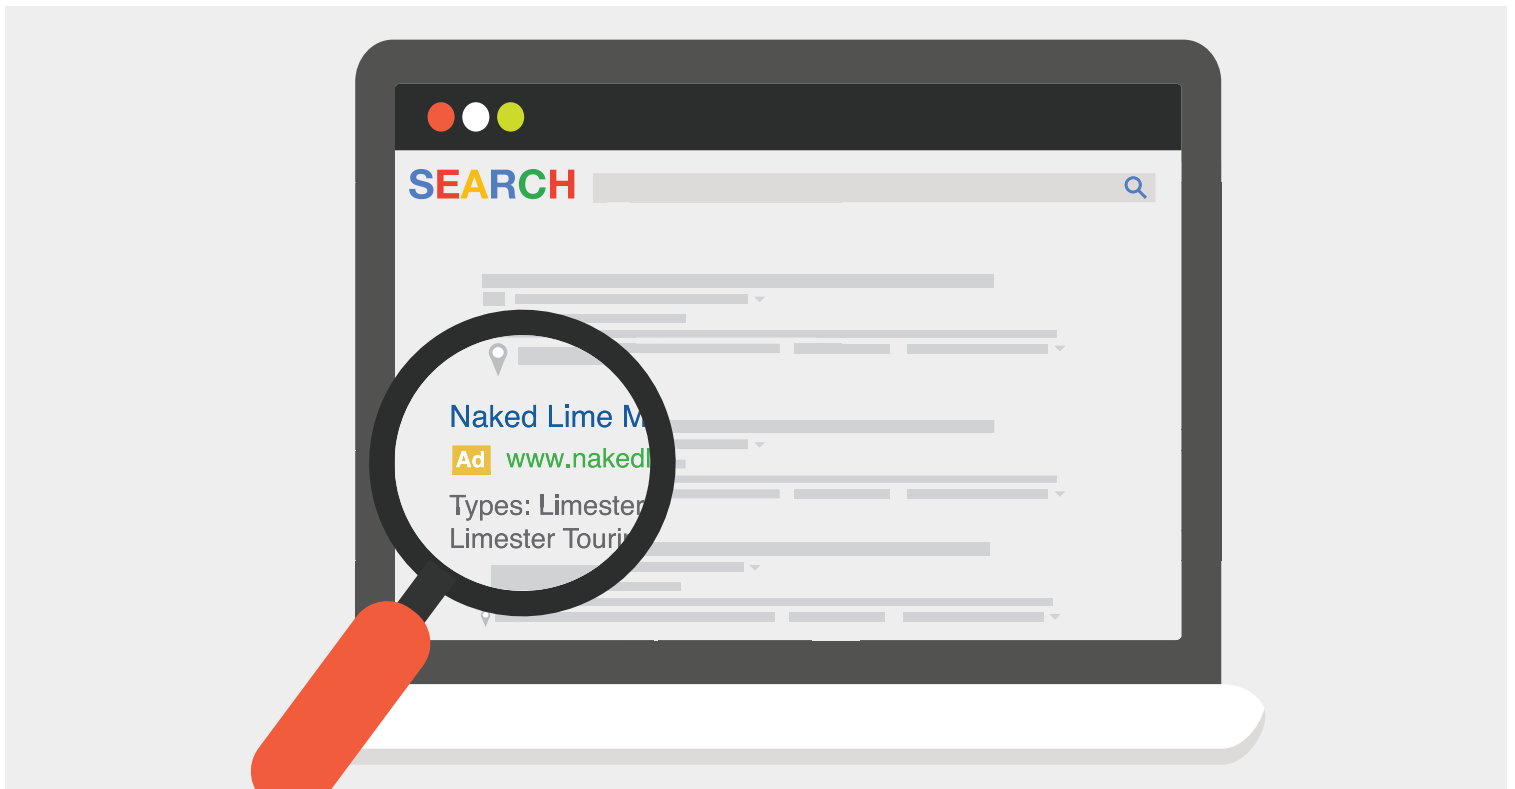 SEARCH
Naked Lime M
Ad www.nakedl
Types: Limester
Limester Touri